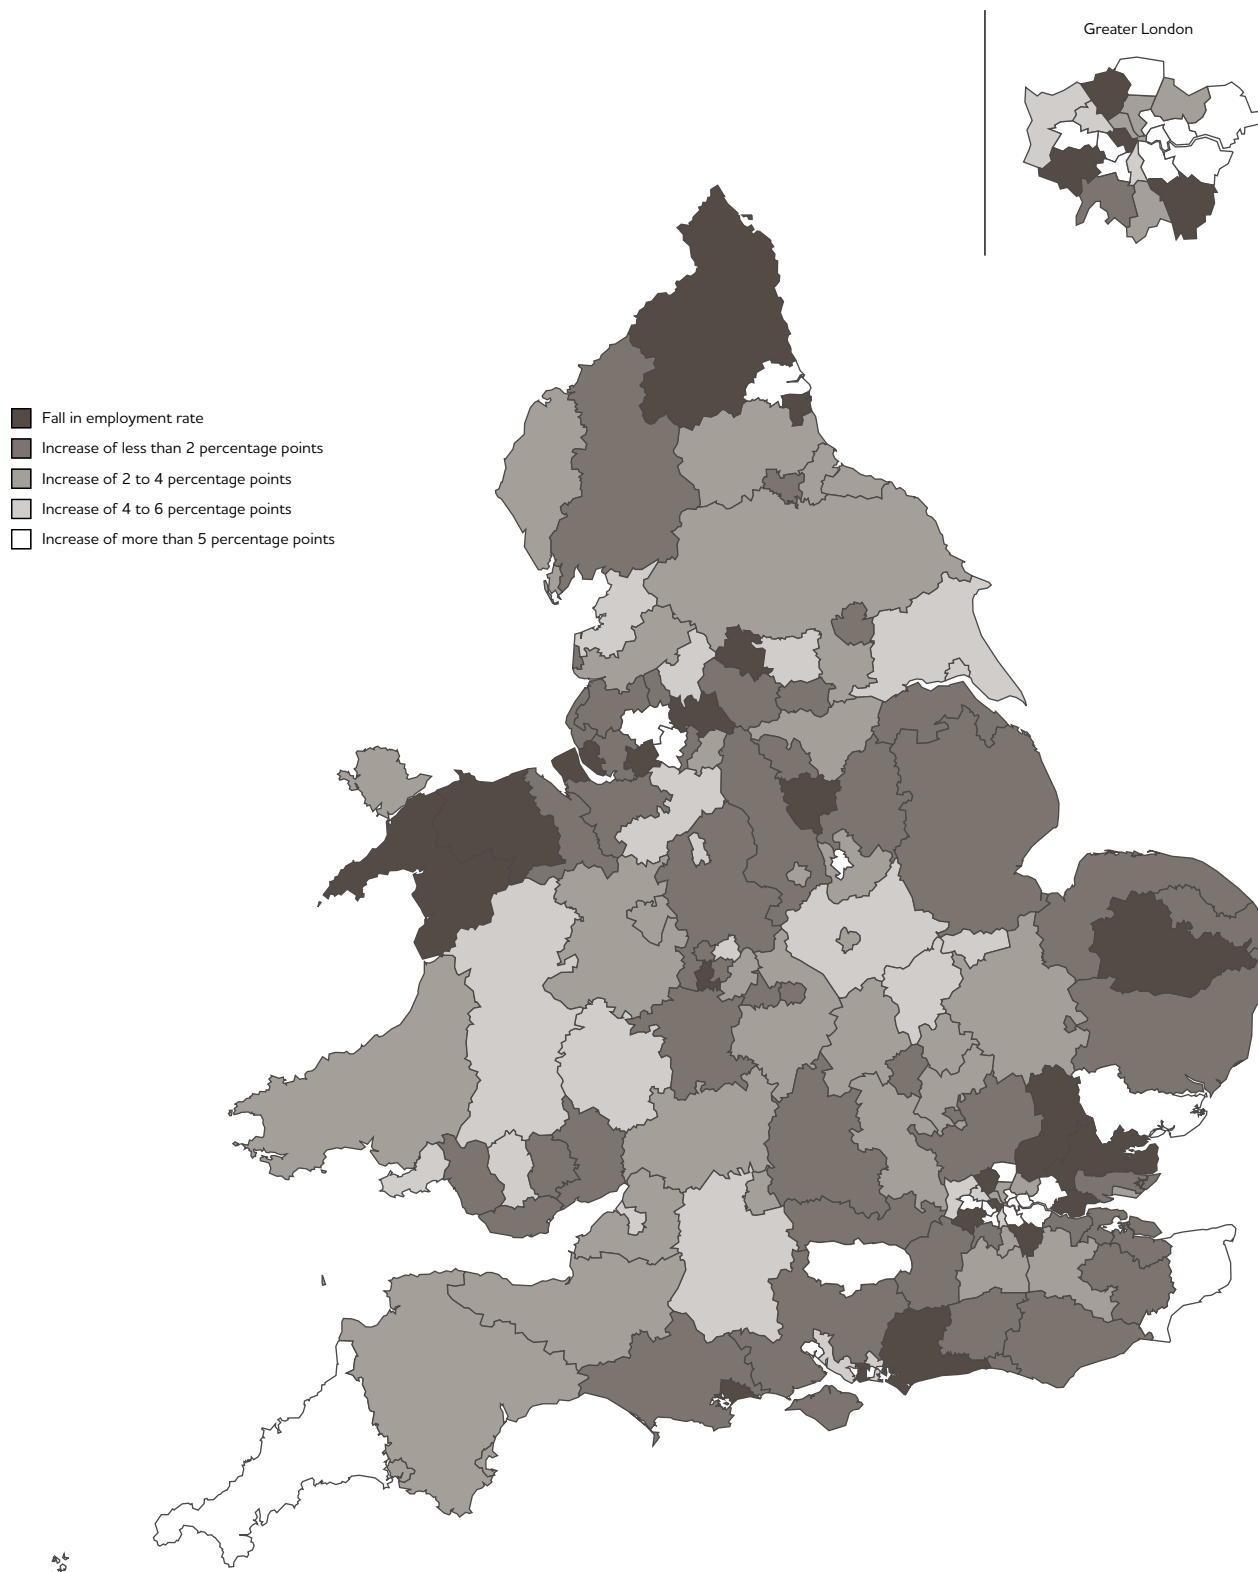 Greater London
Fall in employment rate
Increase of less than 2 percentage points
Increase of 2 to 4 percentage points
Increase of 4 to 6 percentage points
Increase of more than 5 percentage points